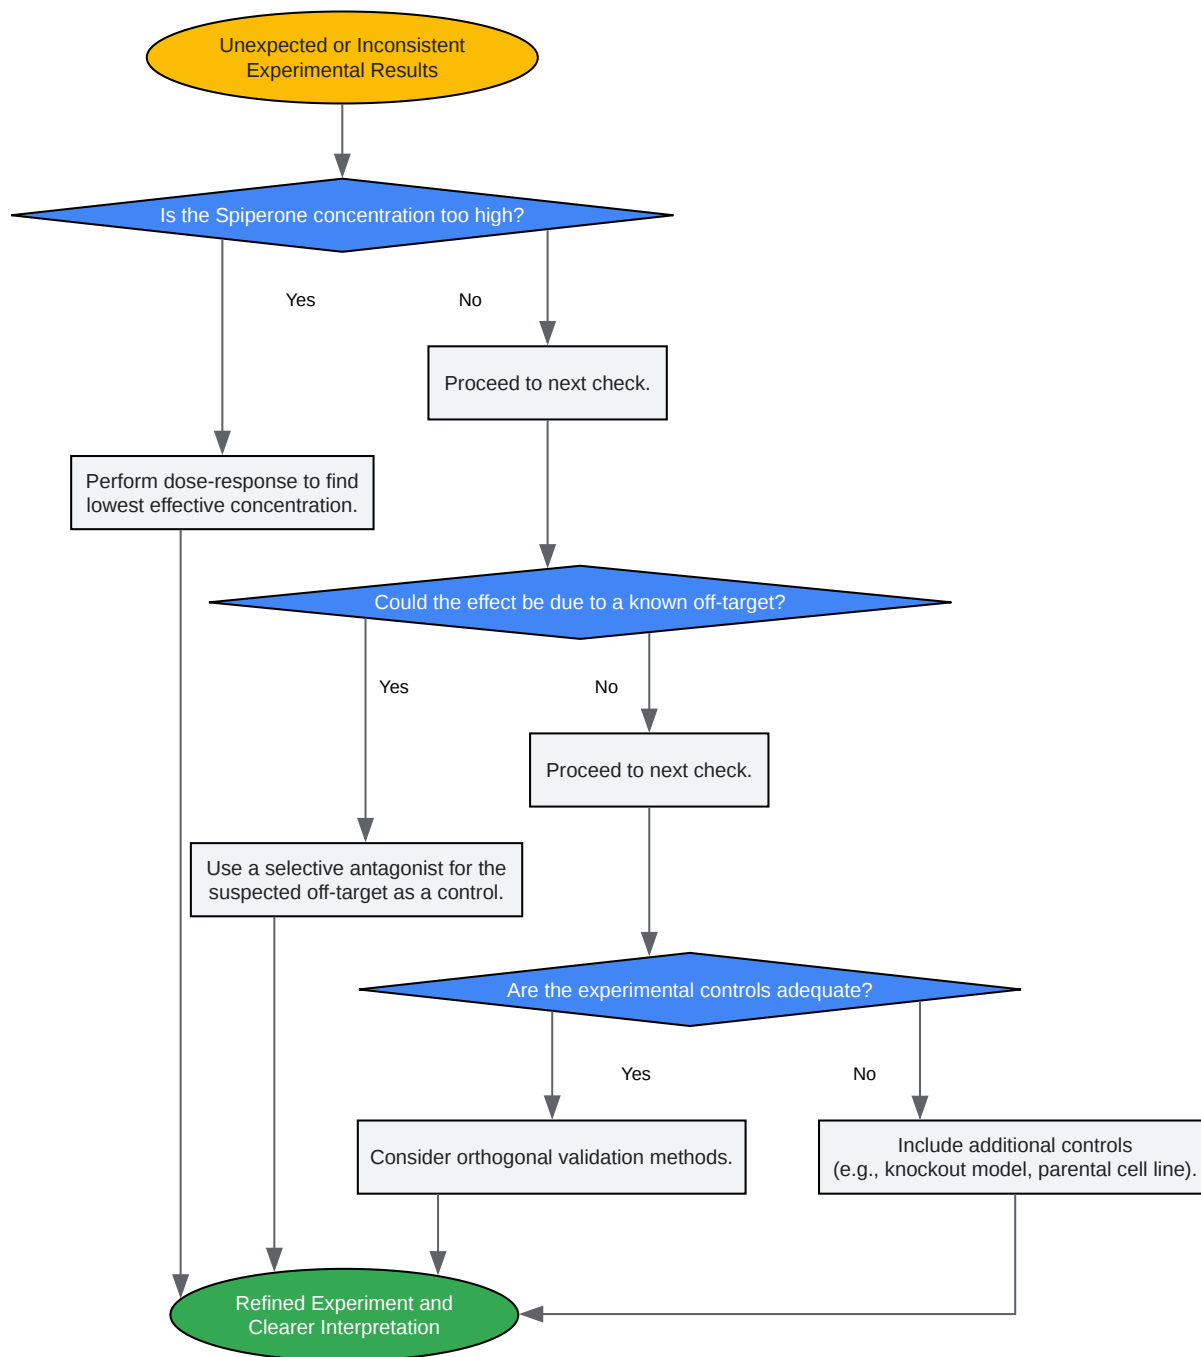 Unexpected or Inconsistent
Experimental Results
Is the Spiperone concentration too high?
Yes
No
Proceed to next check.
Perform dose-response to find
lowest effective concentration.
Could the effect be due to a known off-target?
Yes
No
Proceed to next check.
Use a selective antagonist for the
suspected off-target as a control.
Are the experimental controls adequate?
Yes
No
Consider orthogonal validation methods.
Include additional controls
(e.g., knockout model, parental cell line).
Refined Experiment and
Clearer Interpretation